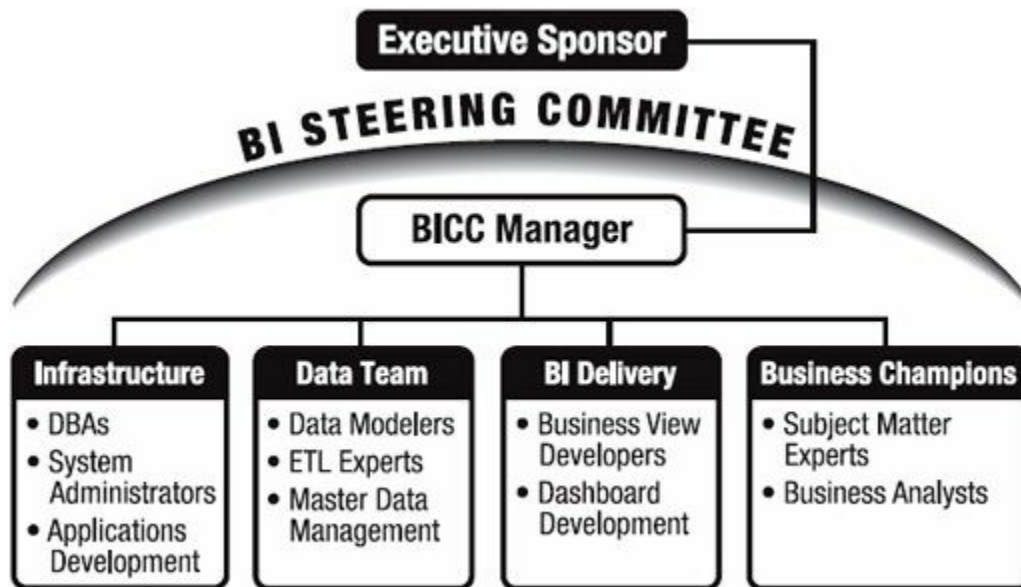 Executive Sponsor
BI STEERING COMMITTEE
BICC Manager
Infrastructure
• DBAs
• System
Administrators
• Applications
Development
Data Team
• Data Modelers
• ETL Experts
• Master Data
Management
BI Delivery
• Business View
Developers
• Dashboard
Development
Business Champions
• Subject Matter
Experts
• Business Analysts